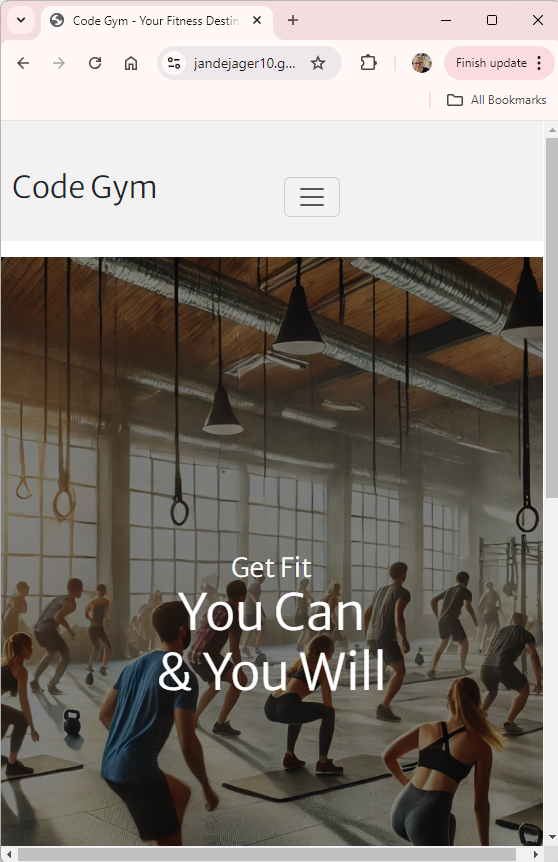 Code Gym - Your Fitness Destin
jandejager10.g...
Finish update
All Bookmarks
Code Gym
Get Fit
You Can
& You Will